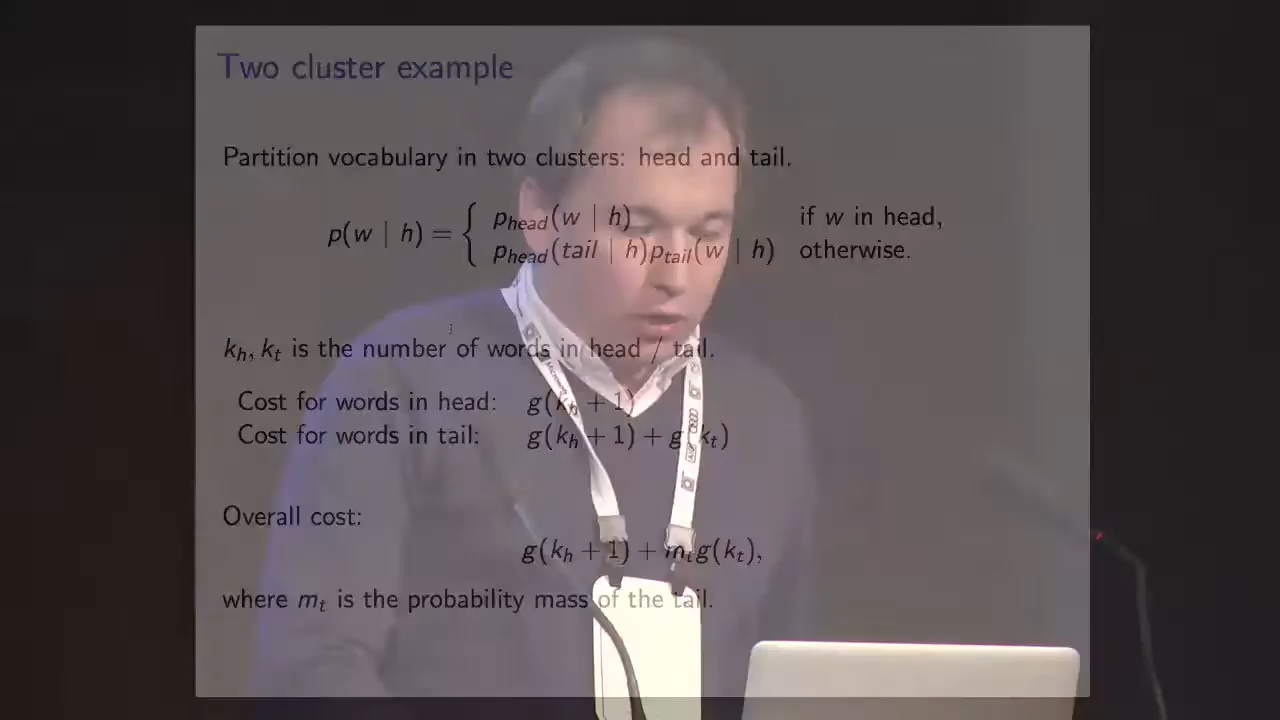 Two cluster example
Partition vocabulary in two clusters: head and tail.
p(w | h) = { p_head(w | h) if w in head,
p_head(tail | h)p_tail(w | h) otherwise.
k_h, k_t is the number of words in head / tail.
Cost for words in head: g(k_h + 1)
Cost for words in tail: g(k_h + 1) + g(k_t)
Overall cost:
g(k_h + 1) + m_t g(k_t),
where m_t is the probability mass of the tail.
Microsoft